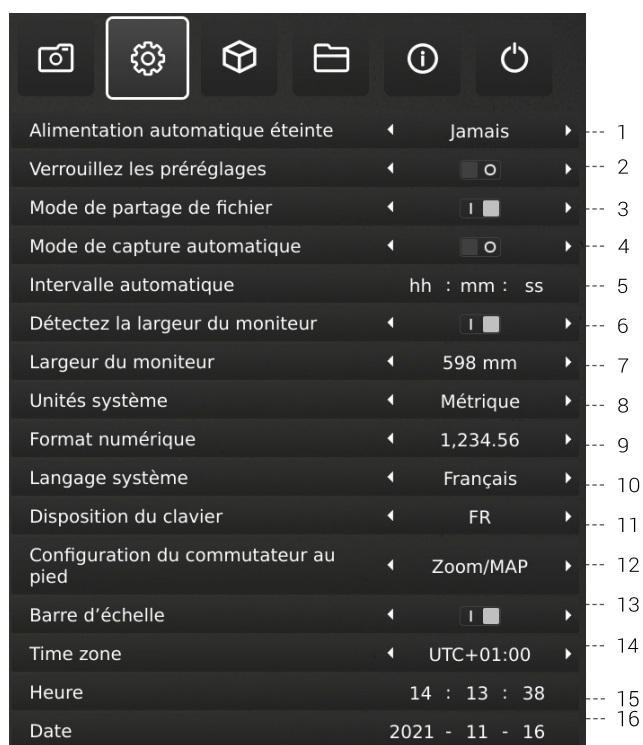 Alimentation automatique éteinte Jamais --- 1
Verrouillez les préréglages O --- 2
Mode de partage de fichier I --- 3
Mode de capture automatique O --- 4
Intervalle automatique hh : mm : ss 5
Détectez la largeur du moniteur I --- 6
Largeur du moniteur 598 mm --- 7
Unités système Métrique --- 8
Format numérique 1,234.56 --- 9
Langage système Français --- 10
Disposition du clavier FR --- 11
Configuration du commutateur au
pied Zoom/MAP --- 12
Barre d’échelle I --- 13
Time zone UTC+01:00 --- 14
Heure 14 : 13 : 38 --- 15
Date 2021 - 11 - 16 --- 16